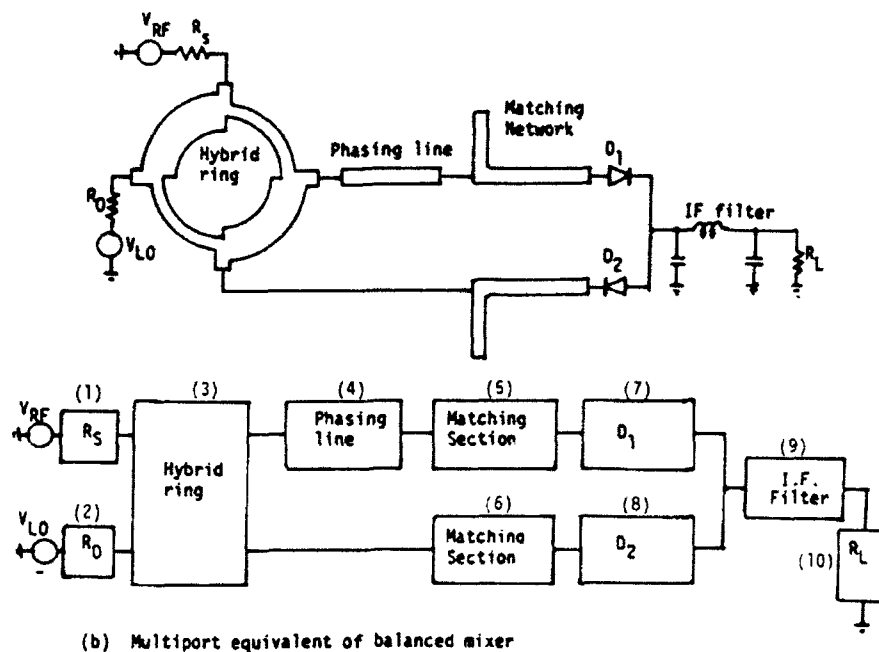 V_RF
R_s
Matching
Network
Hybrid
ring
Phasing line
D_1
R_O
IF filter
V_LO
D_2
R_L
(1)
(3)
(4)
(5)
(7)
V_RF
R_S
Phasing
line
Matching
Section
D_1
(9)
Hybrid
ring
I.F.
Filter
V_LO
(2)
R_O
(6)
Matching
Section
(8)
D_2
(10)
R_L
(b) Multiport equivalent of balanced mixer